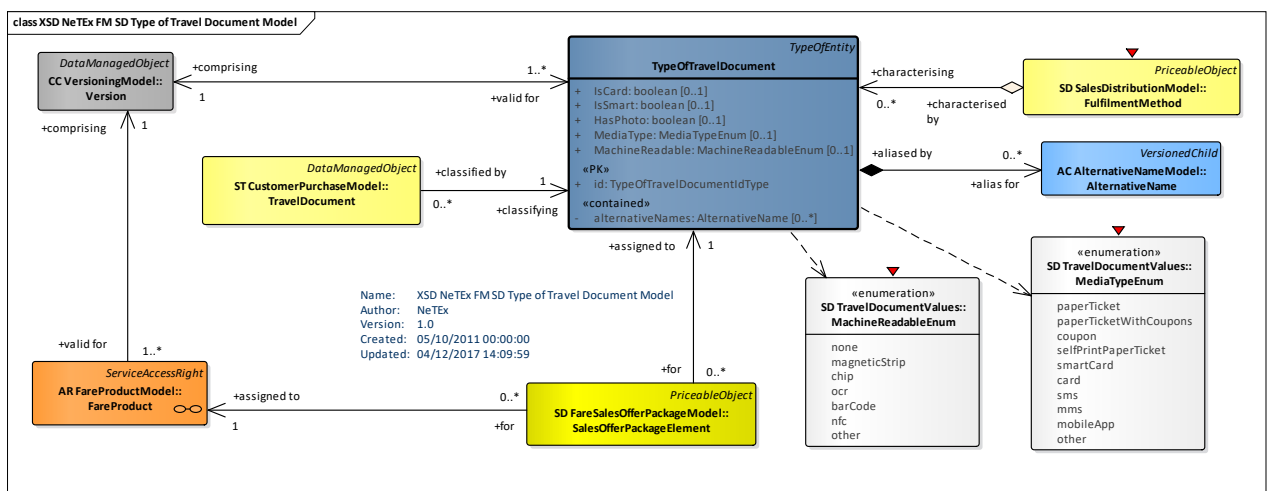 class XSD NeTEx FM SD Type of Travel Document Model
DataManagedObject
CC VersioningModel::
Version
+comprising
1
1..*
+valid for
+comprising
1
TypeOfEntity
TypeOfTravelDocument
+ IsCard: boolean [0..1]
+ IsSmart: boolean [0..1]
+ HasPhoto: boolean [0..1]
+ MediaType: MediaTypeEnum [0..1]
+ MachineReadable: MachineReadableEnum [0..1]
«PK»
+ id: TypeOfTravelDocumentIdType
«contained»
- alternativeNames: AlternativeName [0..*]
+characterising
0..*
+characterised
by
PriceableObject
SD SalesDistributionModel::
FulfilmentMethod
+aliased by
0..*
+alias for
VersionedChild
AC AlternativeNameModel::
AlternativeName
DataManagedObject
ST CustomerPurchaseModel::
TravelDocument
+classified by
1
0..*
+classifying
+assigned to
1
Name: XSD NeTEx FM SD Type of Travel Document Model
Author: NeTEx
Version: 1.0
Created: 05/10/2011 00:00:00
Updated: 04/12/2017 14:09:59
«enumeration»
SD TravelDocumentValues::
MachineReadableEnum
none
magneticStrip
chip
ocr
barCode
nfc
other
«enumeration»
SD TravelDocumentValues::
MediaTypeEnum
paperTicket
paperTicketWithCoupons
coupon
selfPrintPaperTicket
smartCard
card
sms
mms
mobileApp
other
+valid for
1..*
ServiceAccessRight
AR FareProductModel::
FareProduct
+assigned to
1
0..*
+for
+for
0..*
PriceableObject
SD FareSalesOfferPackageModel::
SalesOfferPackageElement